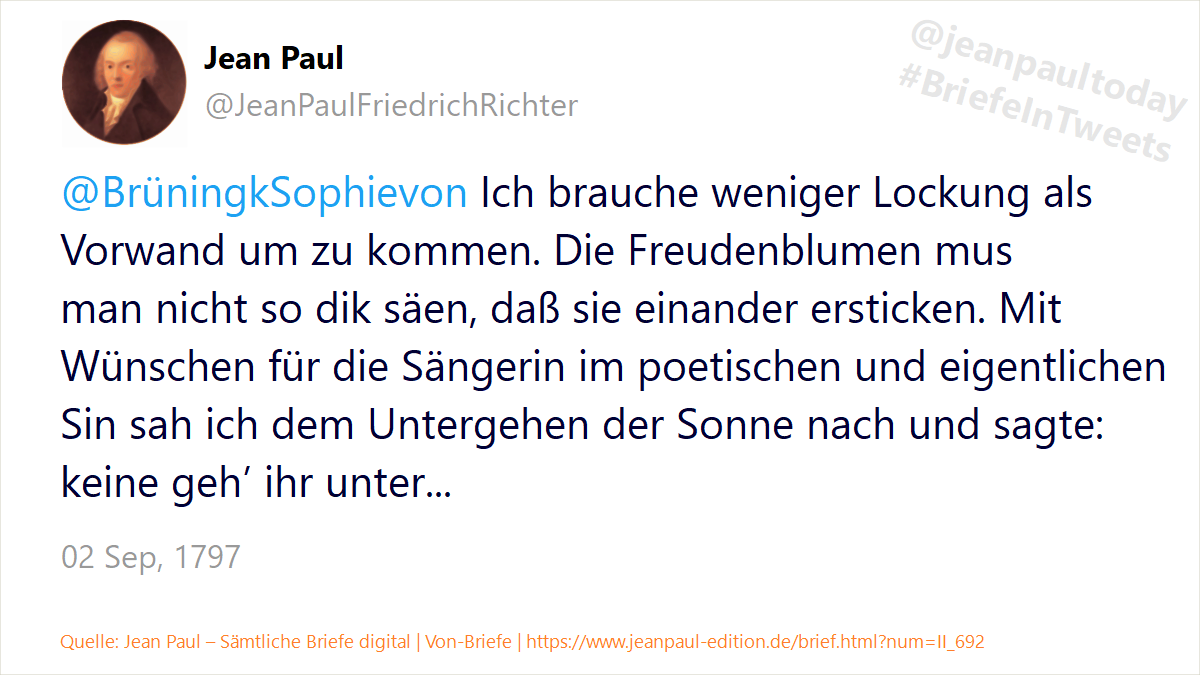 Jean Paul
@JeanPaulFriedrichRichter
@jeanpaultoday
#BriefeInTweets
@BrüningkSophievon Ich brauche weniger Lockung als
Vorwand um zu kommen. Die Freudenblumen mus
man nicht so dik säen, daß sie einander ersticken. Mit
Wünschen für die Sängerin im poetischen und eigentlichen
Sin sah ich dem Untergehen der Sonne nach und sagte:
keine geh’ ihr unter...
02 Sep, 1797
Quelle: Jean Paul – Sämtliche Briefe digital | Von-Briefe | https://www.jeanpaul-edition.de/brief.html?num=II_692